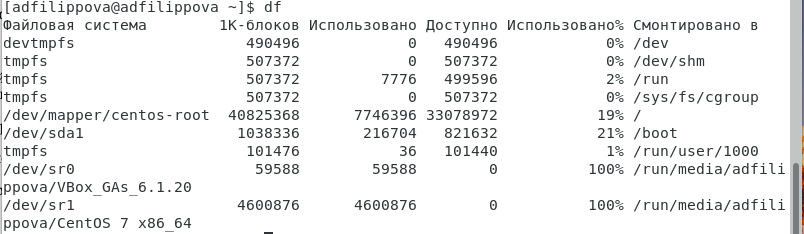 [adfilippova@adfilippova ~]$ df
Файловая система      1K-блоков Использовано Доступно Использовано% Cмонтировано в
devtmpfs                 490496            0   490496            0% /dev
tmpfs                    507372            0   507372            0% /dev/shm
tmpfs                    507372         7776   499596            2% /run
tmpfs                    507372            0   507372            0% /sys/fs/cgroup
/dev/mapper/centos-root  40825368      7746396 33078972           19% /
/dev/sda1               1038336       216704   821632           21% /boot
tmpfs                    101476           36   101440            1% /run/user/1000
/dev/sr0                  59588        59588        0          100% /run/media/adfili
ppova/VBox_GAs_6.1.20
/dev/sr1                4600876      4600876        0          100% /run/media/adfili
ppova/CentOS 7 x86_64